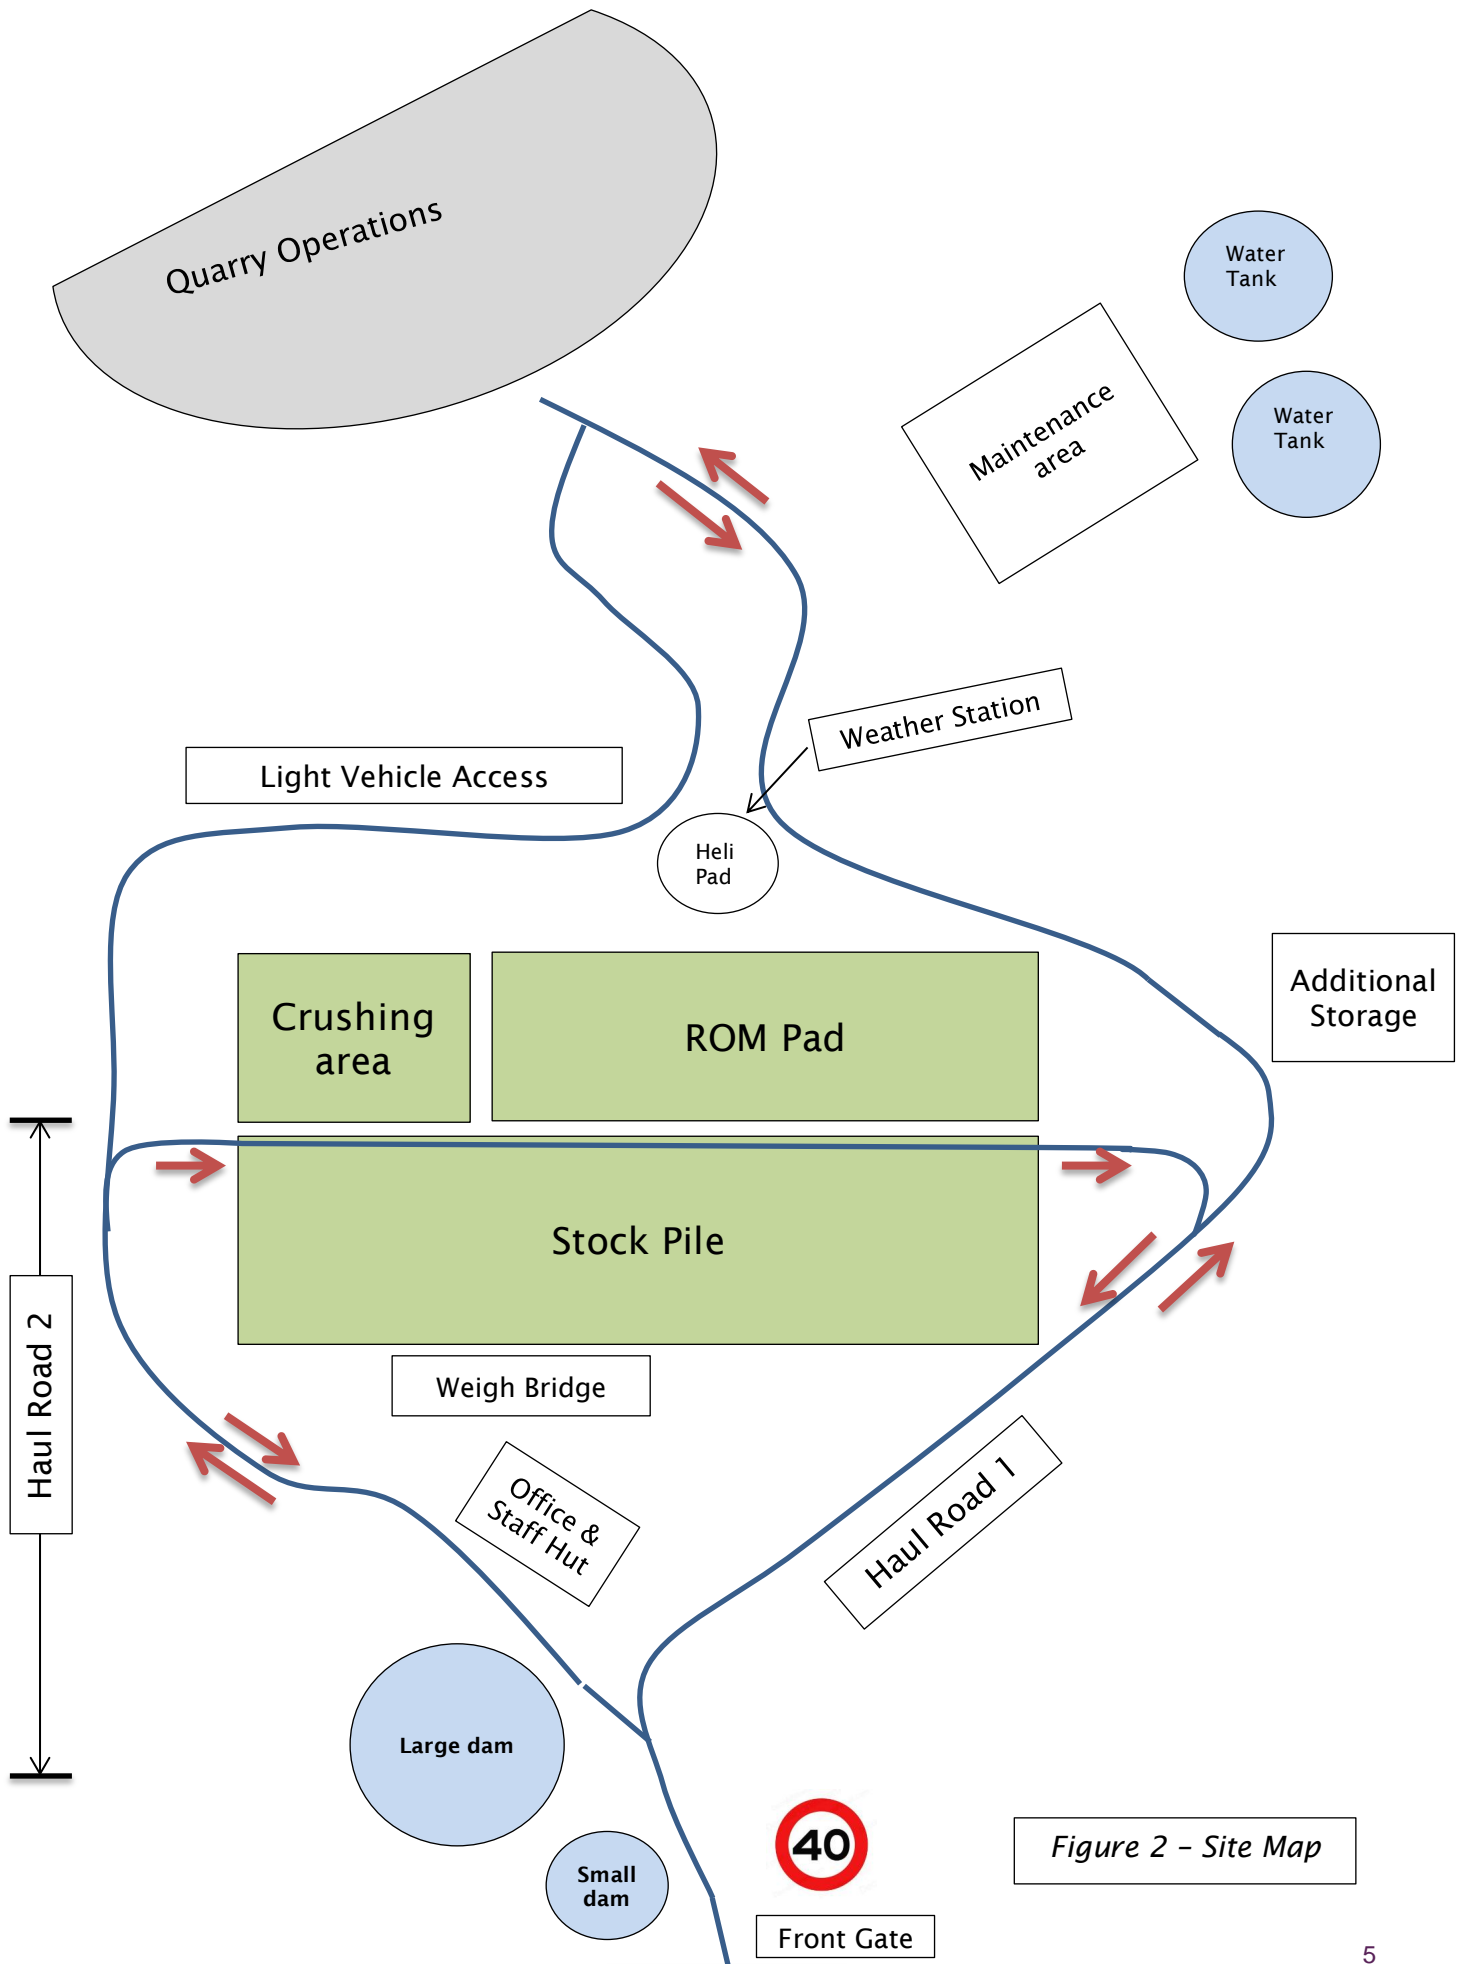 Quarry Operations
Water
Tank
Maintenance
area
Water
Tank
Weather Station
Light Vehicle Access
Heli
Pad
Additional
Storage
Crushing
area
ROM Pad
Stock Pile
Haul Road 2
Weigh Bridge
Office &
Staff Hut
Haul Road 1
Large dam
Small
dam
40
Figure 2 – Site Map
Front Gate
5